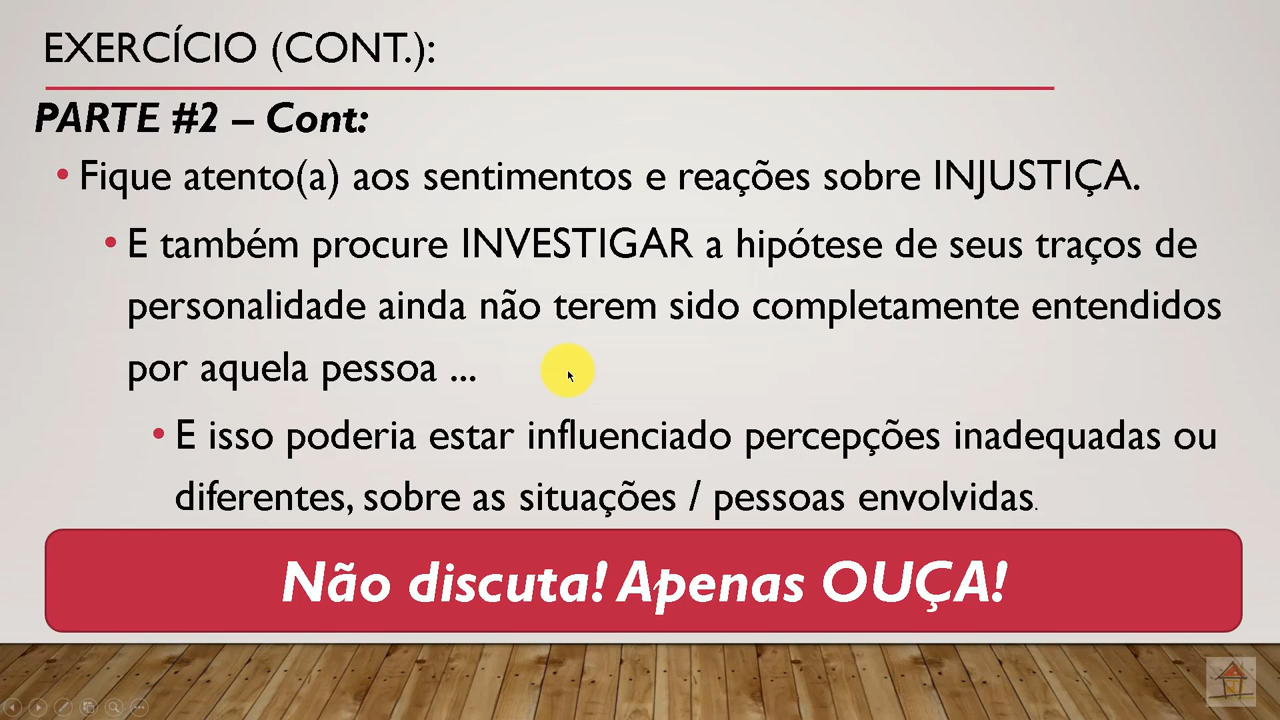 EXERCÍCIO (CONT.):
PARTE #2 – Cont:
• Fique atento(a) aos sentimentos e reações sobre INJUSTIÇA.
• E também procure INVESTIGAR a hipótese de seus traços de
personalidade ainda não terem sido completamente entendidos
por aquela pessoa ...
• E isso poderia estar influenciado percepções inadequadas ou
diferentes, sobre as situações / pessoas envolvidas.
Não discuta! Apenas OUÇA!